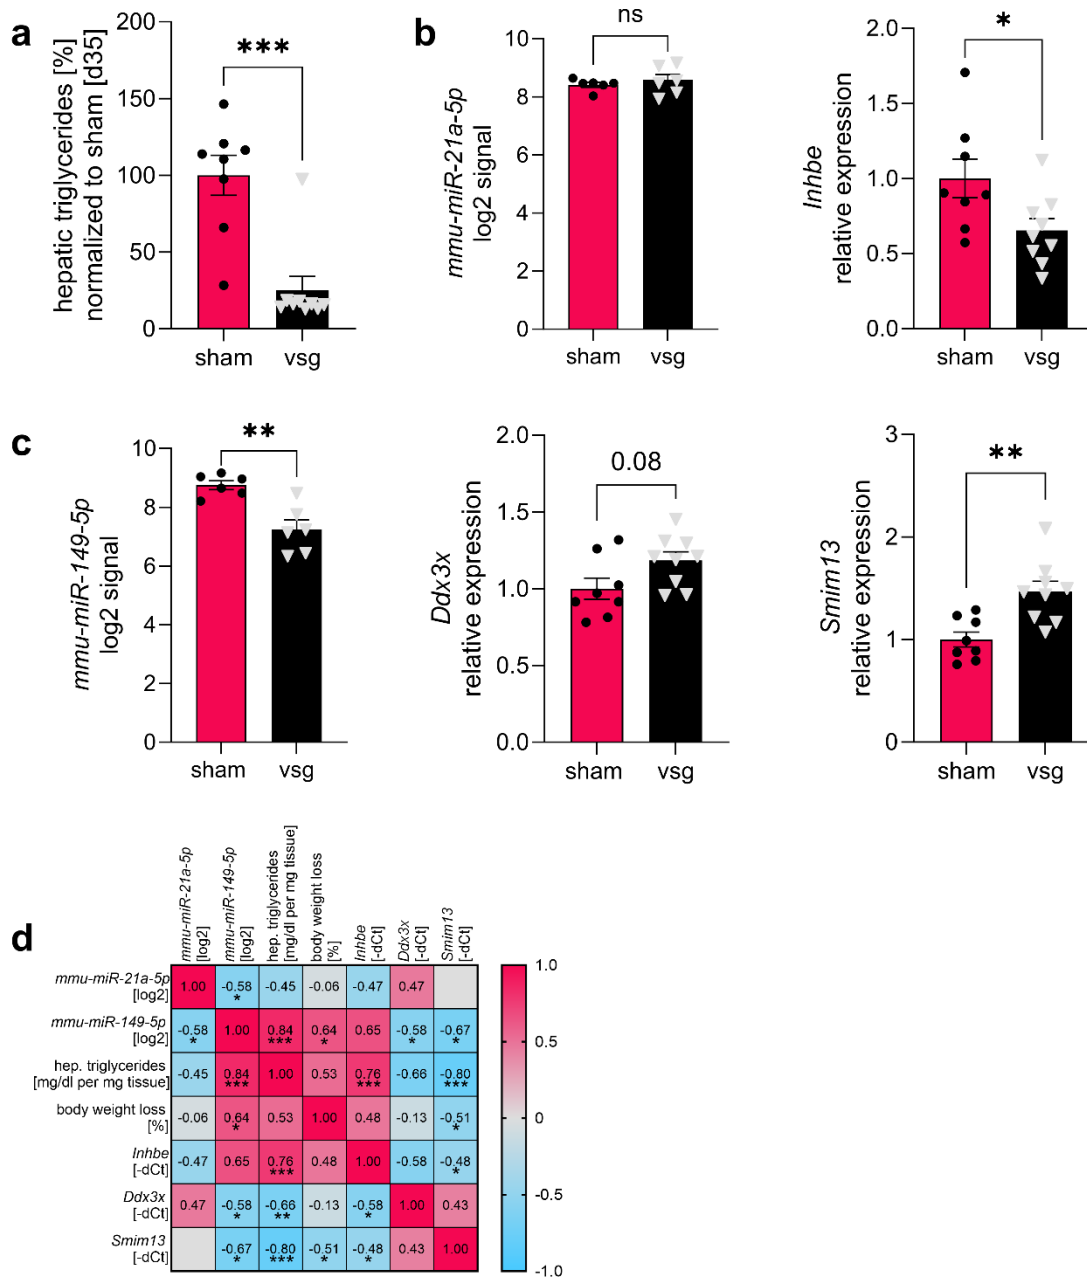 a
hepatic triglycerides [%]
normalized to sham [d35]
200
150
100
50
0
***
sham
vsg
b
mmu-miR-21a-5p
log2 signal
10
8
6
4
2
0
ns
sham
vsg
Inhbe
relative expression
2.0
1.5
1.0
0.5
0.0
*
sham
vsg
c
mmu-miR-149-5p
log2 signal
10
8
6
4
2
0
**
sham
vsg
Ddx3x
relative expression
2.0
1.5
1.0
0.5
0.0
0.08
sham
vsg
Smim13
relative expression
3
2
1
0
**
sham
vsg
d
mmu-miR-21a-5p
[log2]
mmu-miR-149-5p
[log2]
hep. triglycerides
[mg/dl per mg tissue]
body weight loss
[%]
Inhbe
[-dCt]
Ddx3x
[-dCt]
Smim13
[-dCt]
mmu-miR-21a-5p
[log2]
1.00 -0.58 -0.45 -0.06 -0.47 0.47
*
mmu-miR-149-5p
[log2]
-0.58 1.00 0.84 0.64 0.65 -0.58 -0.67
* *** * * *
hep. triglycerides
[mg/dl per mg tissue]
-0.45 0.84 1.00 0.53 0.76 -0.66 -0.80
*** *** ***
body weight loss
[%]
-0.06 0.64 0.53 1.00 0.48 -0.13 -0.51
* *
Inhbe
[-dCt]
-0.47 0.65 0.76 0.48 1.00 -0.58 -0.48
*** *
Ddx3x
[-dCt]
0.47 -0.58 -0.66 -0.13 -0.58 1.00 0.43
* ** *
Smim13
[-dCt]
-0.67 -0.80 -0.51 -0.48 0.43 1.00
* *** * *
1.0
0.5
0
-0.5
-1.0